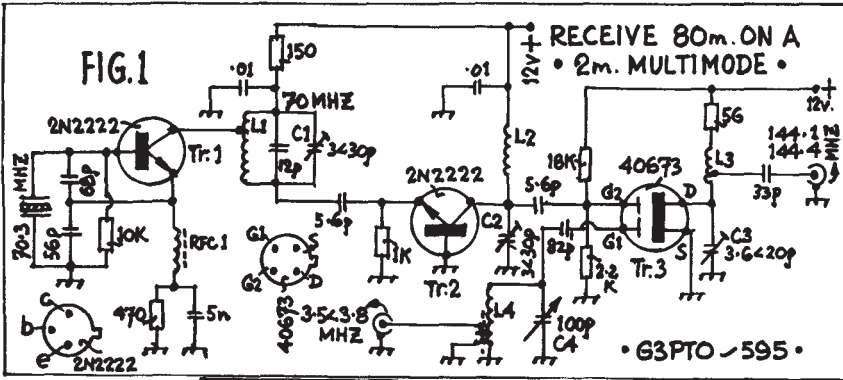 FIG.1
RECEIVE 80m. ON A
• 2m. MULTIMODE •
12v +
+ 12v.
150
.01
.01
70MHZ
L1
C1
12p
3<30p
2N2222
Tr.1
70.3 MHZ
68p
56p
10K
RFC1
470
5n
c
b
e
2N2222
5.6p
1K
2N2222
Tr.2
L2
C2
3<30p
5.6p
82p
18K
2.2
K
40673
G2
G1
D
S
Tr.3
56
L3
33p
144.1
144.4 MHZ
C3
3.6<20p
G1
S
G2
D
40673
3.5<3.8
MHZ
L4
100p
C4
• G3PTO ~ 595 •